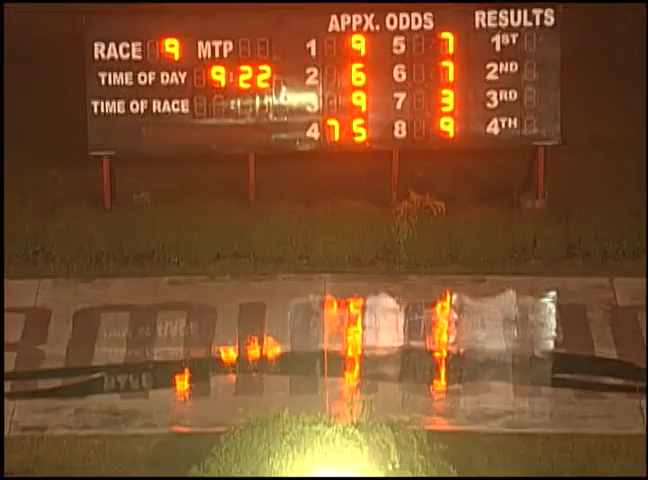 APPX. ODDS RESULTS
RACE 9 MTP 1 9 5 7 1ST
TIME OF DAY 9:22 2 6 6 7 2ND
TIME OF RACE 3 9 7 3 3RD
4 75 8 9 4TH